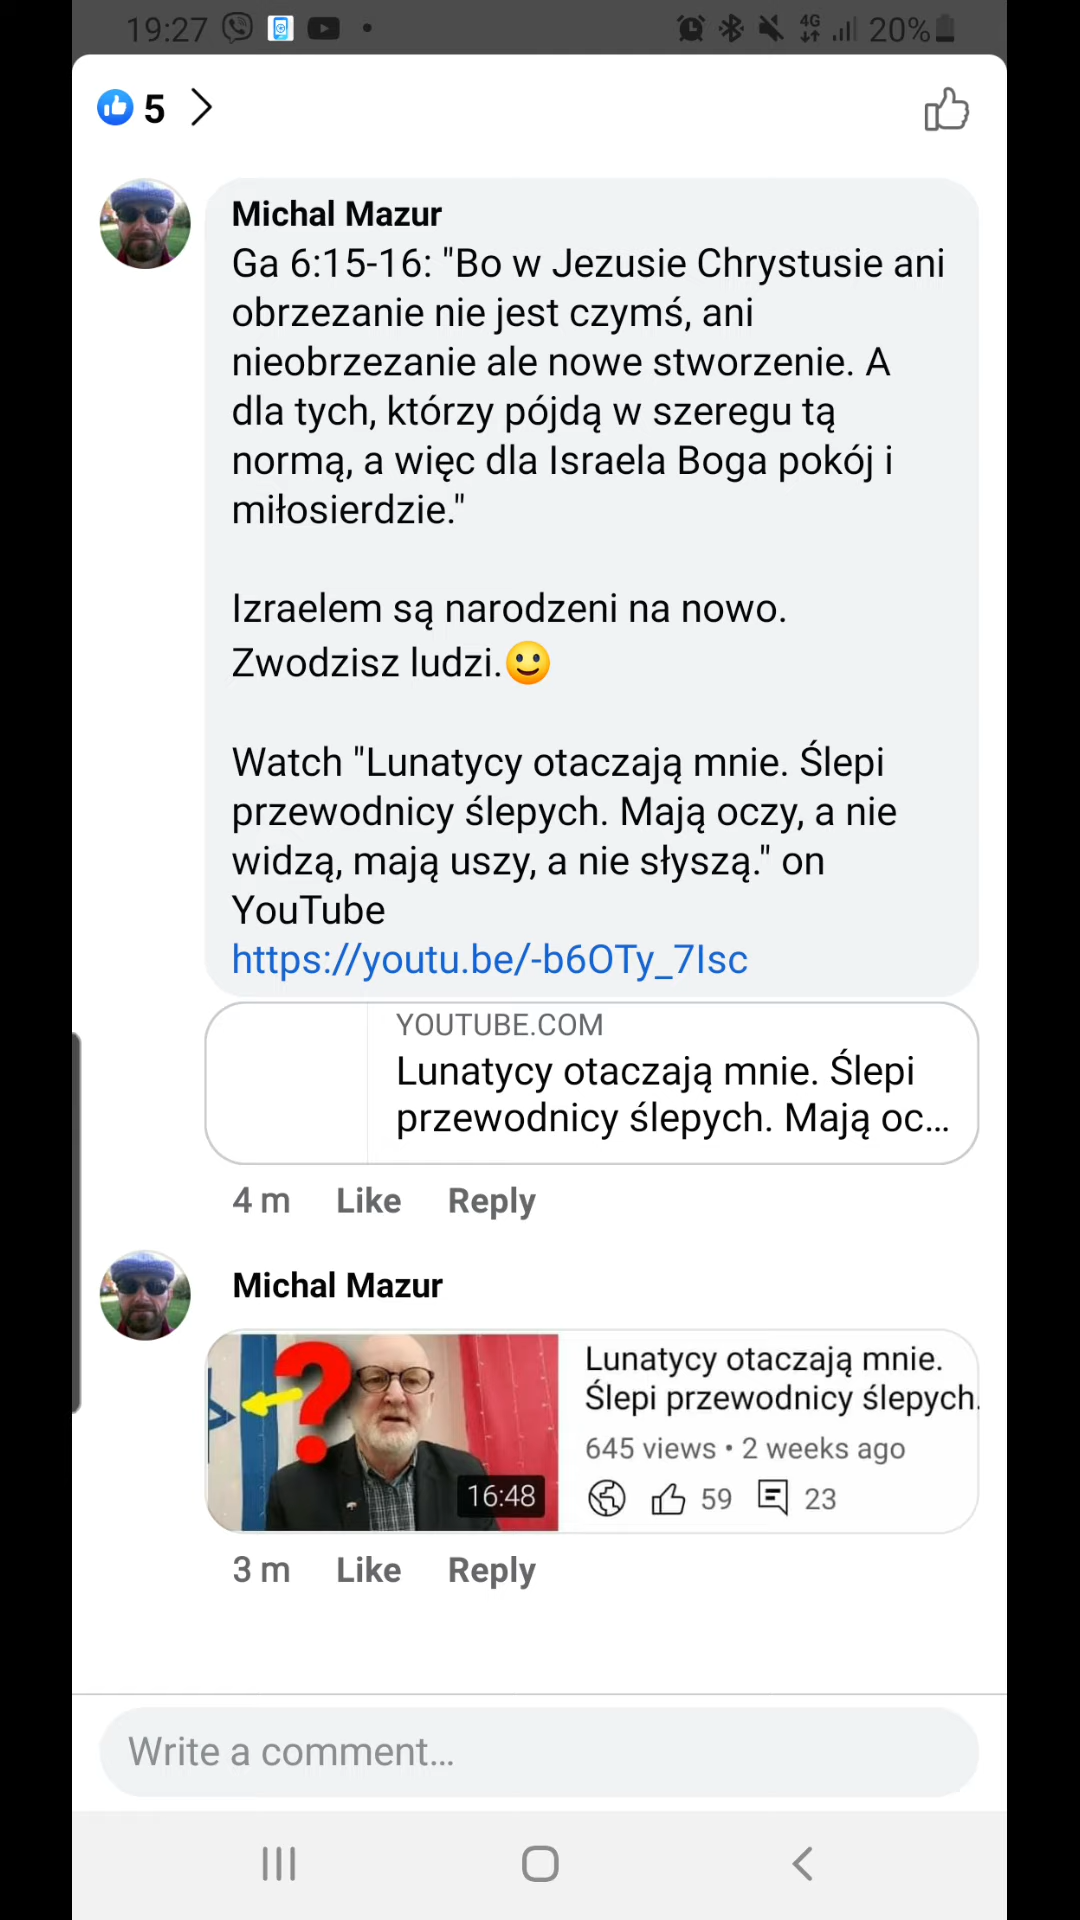 19:27 4G 20%
5
Michal Mazur
Ga 6:15-16: "Bo w Jezusie Chrystusie ani
obrzezanie nie jest czymś, ani
nieobrzezanie ale nowe stworzenie. A
dla tych, którzy pójdą w szeregu tą
normą, a więc dla Israela Boga pokój i
miłosierdzie."
Izraelem są narodzeni na nowo.
Zwodzisz ludzi.🙂
Watch "Lunatycy otaczają mnie. Ślepi
przewodnicy ślepych. Mają oczy, a nie
widzą, mają uszy, a nie słyszą." on
YouTube
https://youtu.be/-b6OTy_7Isc
YOUTUBE.COM
Lunatycy otaczają mnie. Ślepi
przewodnicy ślepych. Mają oc...
4 m Like Reply
Michal Mazur
?
16:48
Lunatycy otaczają mnie.
Ślepi przewodnicy ślepych.
645 views • 2 weeks ago
59 23
3 m Like Reply
Write a comment...